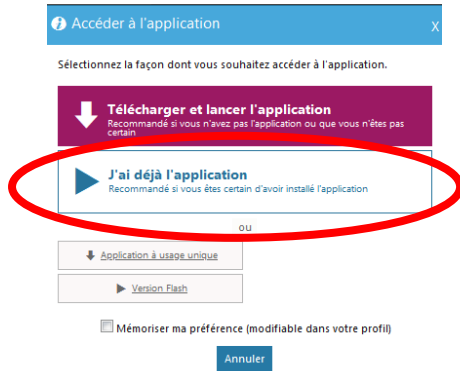 Accéder à l'application
X
Sélectionnez la façon dont vous souhaitez accéder à l'application.
Télécharger et lancer l'application
Recommandé si vous n'avez pas l'application ou que vous n'êtes pas
certain
J'ai déjà l'application
Recommandé si vous êtes certain d'avoir installé l'application
ou
Application à usage unique
Version Flash
Mémoriser ma préférence (modifiable dans votre profil)
Annuler